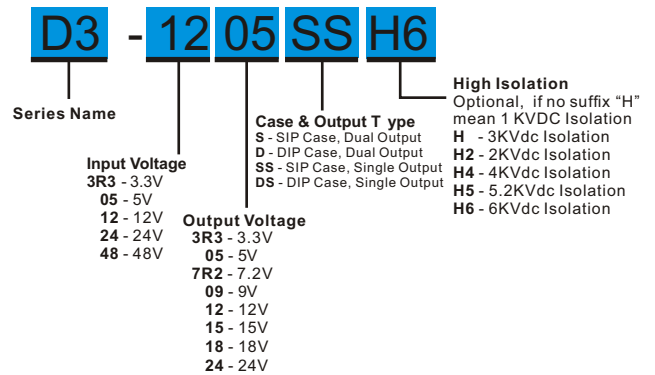 D3 - 12 05 SS H6
Series Name
Input Voltage
3R3 - 3.3V
05 - 5V
12 - 12V
24 - 24V
48 - 48V
Output Voltage
3R3 - 3.3V
05 - 5V
7R2 - 7.2V
09 - 9V
12 - 12V
15 - 15V
18 - 18V
24 - 24V
Case & Output T ype
S - SIP Case, Dual Output
D - DIP Case, Dual Output
SS - SIP Case, Single Output
DS - DIP Case, Single Output
High Isolation
Optional, if no suffix “H”
mean 1 KVDC Isolation
H - 3KVdc Isolation
H2 - 2KVdc Isolation
H4 - 4KVdc Isolation
H5 - 5.2KVdc Isolation
H6 - 6KVdc Isolation